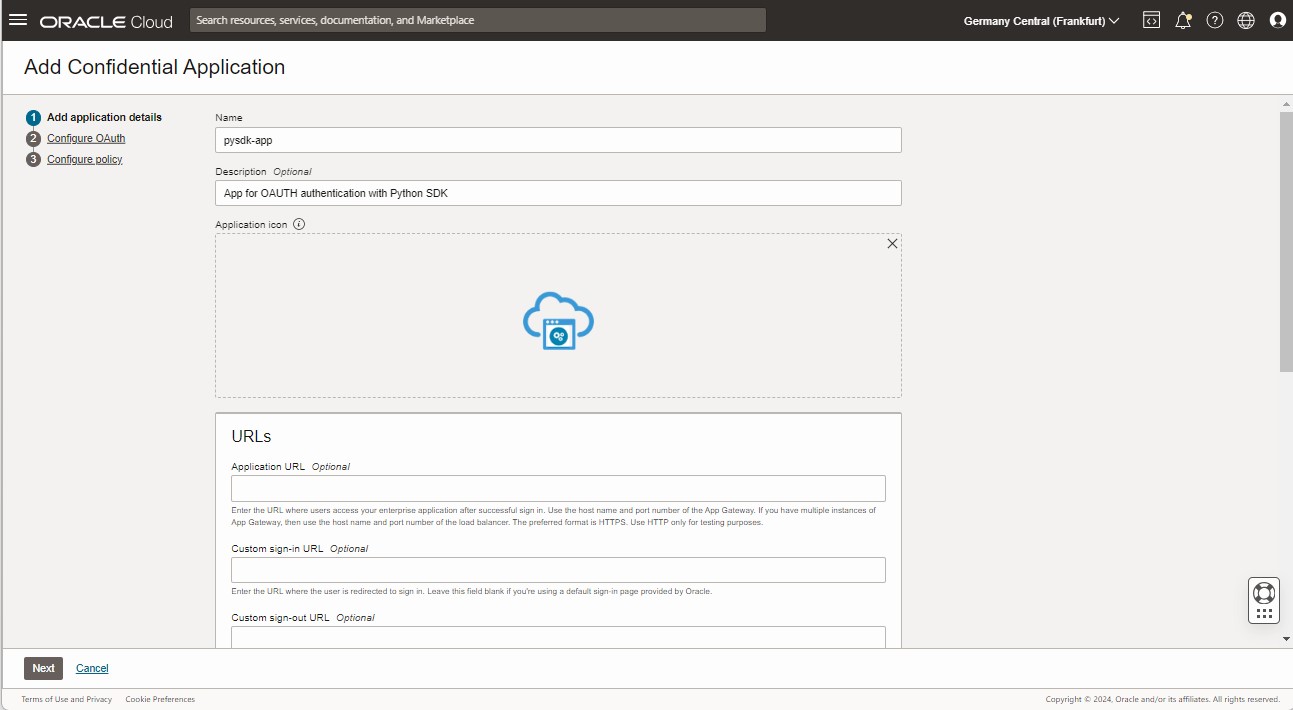 ORACLE Cloud
Search resources, services, documentation, and Marketplace
Germany Central (Frankfurt)
Add Confidential Application
1 Add application details
2 Configure OAuth
3 Configure policy
Name
pysdk-app
Description Optional
App for OAUTH authentication with Python SDK
Application icon
URLs
Application URL Optional
Enter the URL where users access your enterprise application after successful sign in. Use the host name and port number of the App Gateway. If you have multiple instances of
App Gateway, then use the host name and port number of the load balancer. The preferred format is HTTPS. Use HTTP only for testing purposes.
Custom sign-in URL Optional
Enter the URL where the user is redirected to sign in. Leave this field blank if you're using a default sign-in page provided by Oracle.
Custom sign-out URL Optional
Next Cancel
Terms of Use and Privacy Cookie Preferences
Copyright © 2024, Oracle and/or its affiliates. All rights reserved.